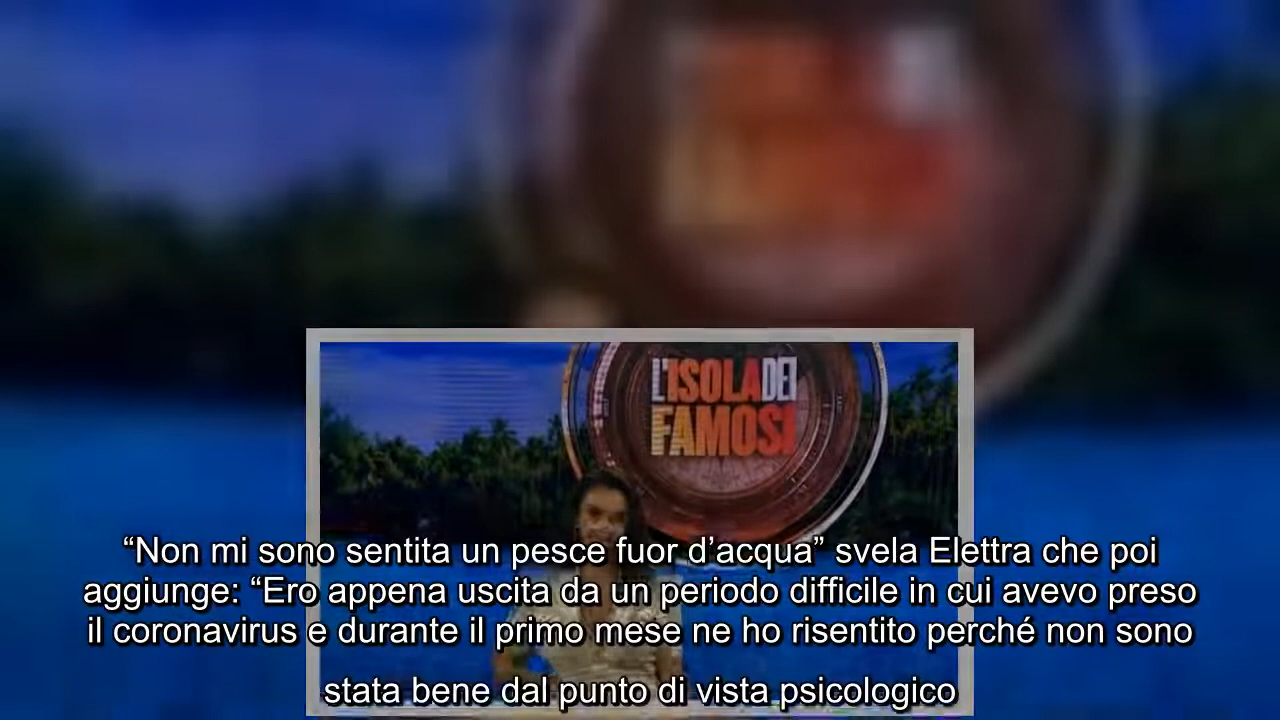 L'ISOLA DEI
FAMOSI
“Non mi sono sentita un pesce fuor d’acqua” svela Elettra che poi
aggiunge: “Ero appena uscita da un periodo difficile in cui avevo preso
il coronavirus e durante il primo mese ne ho risentito perché non sono
stata bene dal punto di vista psicologico